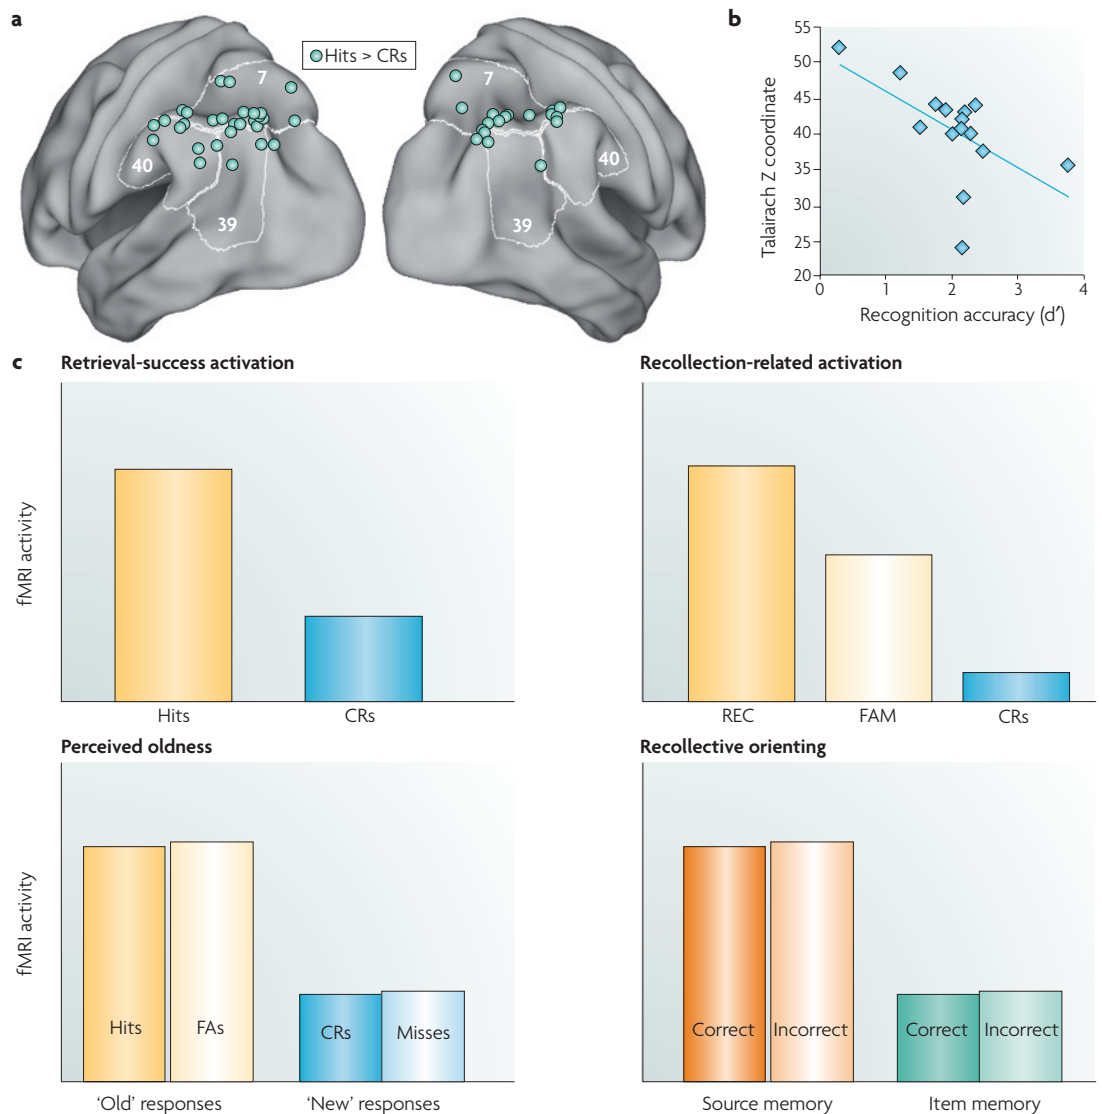 a
Hits > CRs
7
40
39
7
40
39
b
Talairach Z coordinate
55
50
45
40
35
30
25
20
0 1 2 3 4
Recognition accuracy (d′)
c
Retrieval-success activation
fMRI activity
Hits CRs
Recollection-related activation
REC FAM CRs
Perceived oldness
fMRI activity
Hits FAs CRs Misses
'Old' responses 'New' responses
Recollective orienting
Correct Incorrect Correct Incorrect
Source memory Item memory